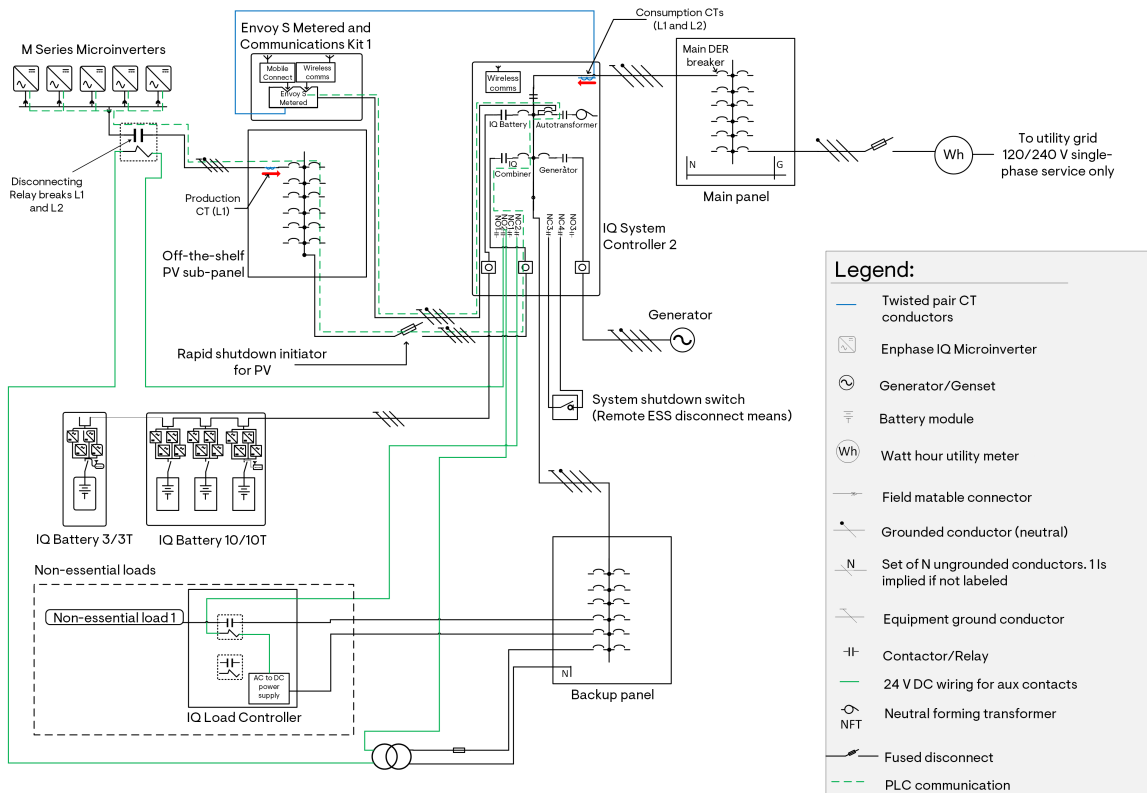 Envoy S Metered and
Communications Kit 1
Mobile
Connect
Wireless
comms
Envoy S
Metered
M Series Microinverters
Disconnecting
Relay breaks L1
and L2
Production
CT (L1)
Off-the-shelf
PV sub-panel
Rapid shutdown initiator
for PV
Consumption CTs
(L1 and L2)
Wireless
comms
IQ Battery
Autotransformer
IQ
Combiner
Generator
NO1
NC1
NC2
NC3
NC4
NO3
IQ System
Controller 2
Main DER
breaker
N
G
Main panel
Wh
To utility grid
120/240 V single-
phase service only
Generator
System shutdown switch
(Remote ESS disconnect means)
IQ Battery 3/3T
IQ Battery 10/10T
Non-essential loads
Non-essential load 1
AC to DC
power
supply
IQ Load Controller
N
Backup panel
Legend:
Twisted pair CT
conductors
Enphase IQ Microinverter
Generator/Genset
Battery module
Wh
Watt hour utility meter
Field matable connector
Grounded conductor (neutral)
N
Set of N ungrounded conductors. 1 Is
implied if not labeled
Equipment ground conductor
Contactor/Relay
24 V DC wiring for aux contacts
NFT
Neutral forming transformer
Fused disconnect
PLC communication